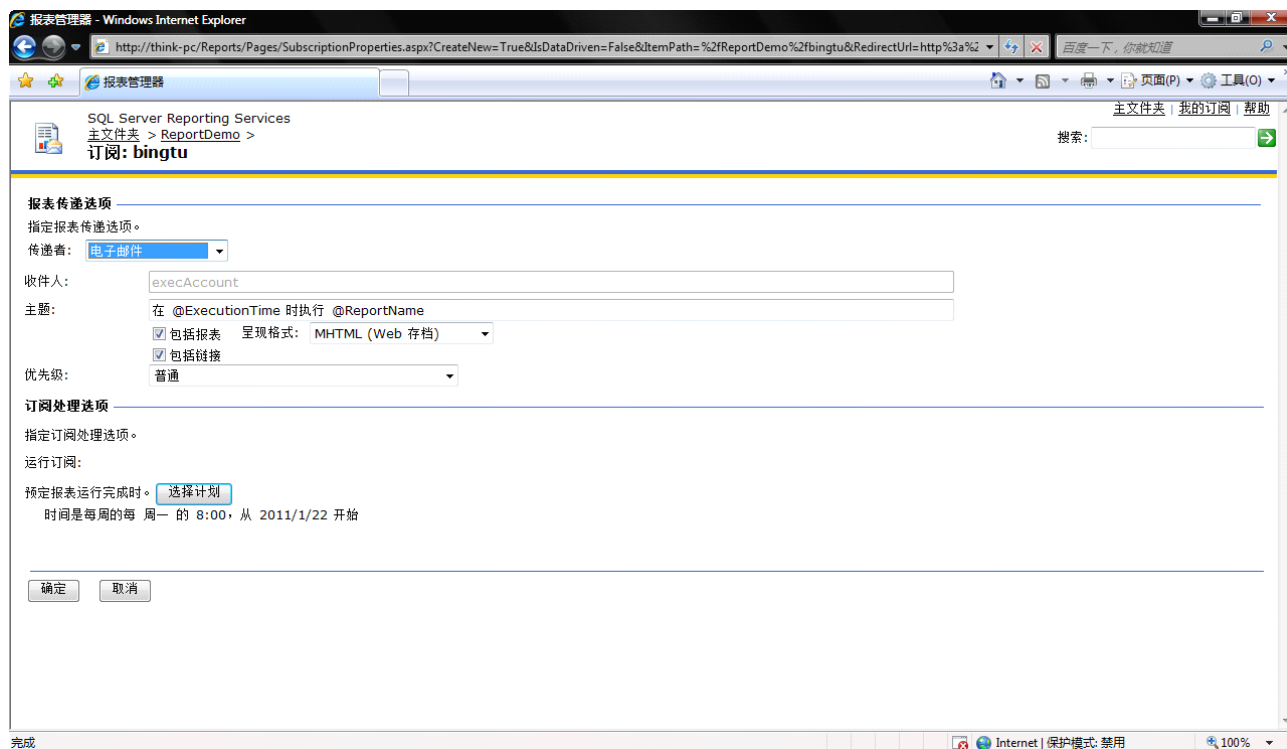 报表管理器 - Windows Internet Explorer
http://think-pc/Reports/Pages/SubscriptionProperties.aspx?CreateNew=True&IsDataDriven=False&ItemPath=%2fReportDemo%2fbingtu&RedirectUrl=http%3a%2
百度一下，你就知道
报表管理器
页面(P) 工具(O)
主文件夹 | 我的订阅 | 帮助
SQL Server Reporting Services
主文件夹 > ReportDemo >
搜索:
订阅: bingtu
报表传递选项
指定报表传递选项。
传递者: 电子邮件
收件人: execAccount
主题: 在 @ExecutionTime 时执行 @ReportName
包括报表 呈现格式: MHTML (Web 存档)
包括链接
优先级: 普通
订阅处理选项
指定订阅处理选项。
运行订阅:
预定报表运行完成时。 选择计划
时间是每周的每 周一 的 8:00，从 2011/1/22 开始
确定 取消
完成 Internet | 保护模式: 禁用 100%